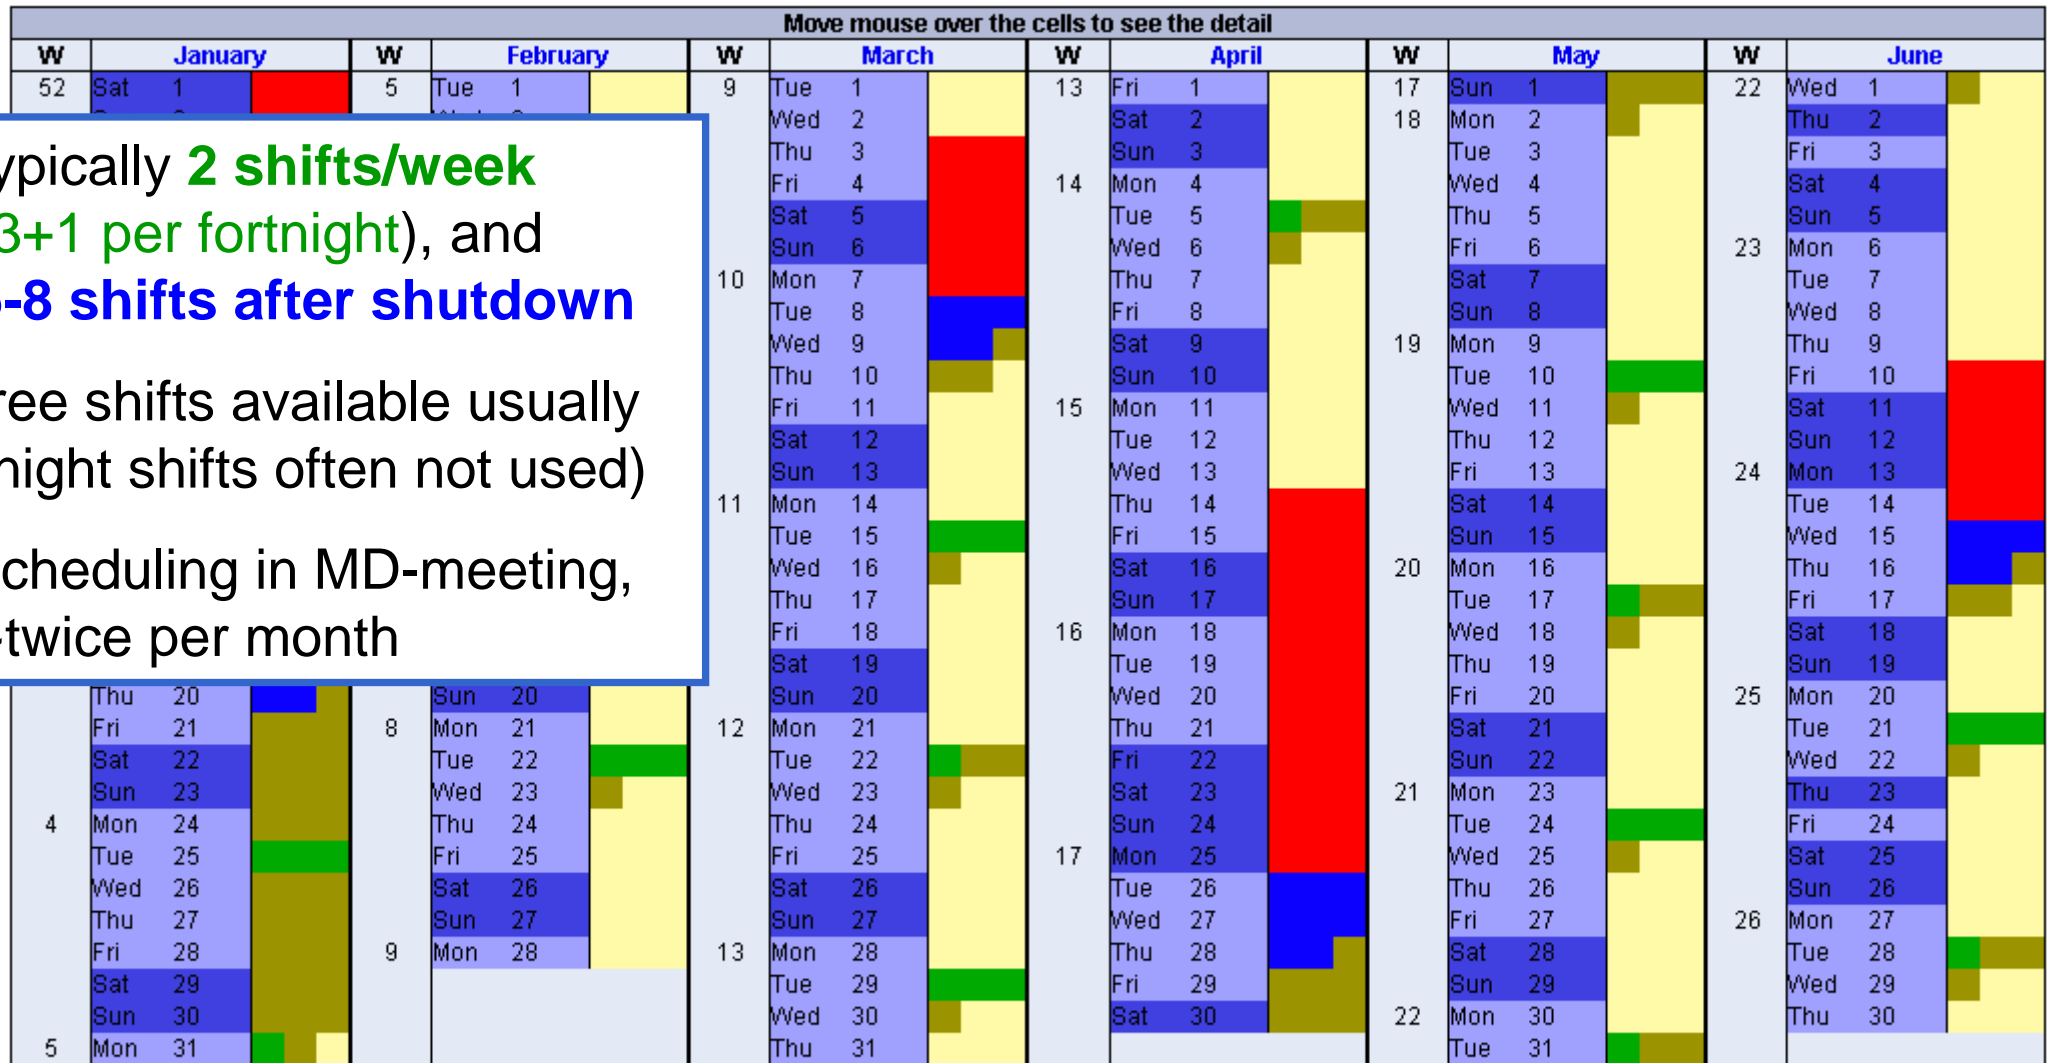 Move mouse over the cells to see the detail
W January W February W March W April W May W June
52 Sat 1 5 Tue 1 9 Tue 1 13 Fri 1 17 Sun 1 22 Wed 1
ypically 2 shifts/week
3+1 per fortnight), and
-8 shifts after shutdown
ree shifts available usually
night shifts often not used)
cheduling in MD-meeting,
twice per month
Wed 2 Sat 2 18 Mon 2 Thu 2
Thu 3 Sun 3 Tue 3 Fri 3
Fri 4 14 Mon 4 Wed 4 Sat 4
Sat 5 Tue 5 Thu 5 Sun 5
Sun 6 Wed 6 Fri 6 23 Mon 6
10 Mon 7 Thu 7 Sat 7 Tue 7
Tue 8 Fri 8 Sun 8 Wed 8
Wed 9 Sat 9 19 Mon 9 Thu 9
Thu 10 Sun 10 Tue 10 Fri 10
Fri 11 15 Mon 11 Wed 11 Sat 11
Sat 12 Tue 12 Thu 12 Sun 12
Sun 13 Wed 13 Fri 13 24 Mon 13
11 Mon 14 Thu 14 Sat 14 Tue 14
Tue 15 Fri 15 Sun 15 Wed 15
Wed 16 Sat 16 20 Mon 16 Thu 16
Thu 17 Sun 17 Tue 17 Fri 17
Fri 18 16 Mon 18 Wed 18 Sat 18
Sat 19 Tue 19 Thu 19 Sun 19
Thu 20 Sun 20 Sun 20 Wed 20 Fri 20 25 Mon 20
Fri 21 8 Mon 21 12 Mon 21 Thu 21 Sat 21 Tue 21
Sat 22 Tue 22 Tue 22 Fri 22 Sun 22 Wed 22
Sun 23 Wed 23 Wed 23 Sat 23 21 Mon 23 Thu 23
4 Mon 24 Thu 24 Thu 24 Sun 24 Tue 24 Fri 24
Tue 25 Fri 25 Fri 25 17 Mon 25 Wed 25 Sat 25
Wed 26 Sat 26 Sat 26 Tue 26 Thu 26 Sun 26
Thu 27 Sun 27 Sun 27 Wed 27 Fri 27 26 Mon 27
Fri 28 9 Mon 28 13 Mon 28 Thu 28 Sat 28 Tue 28
Sat 29 Tue 29 Fri 29 Sun 29 Wed 29
Sun 30 Wed 30 Sat 30 22 Mon 30 Thu 30
5 Mon 31 Thu 31 Tue 31